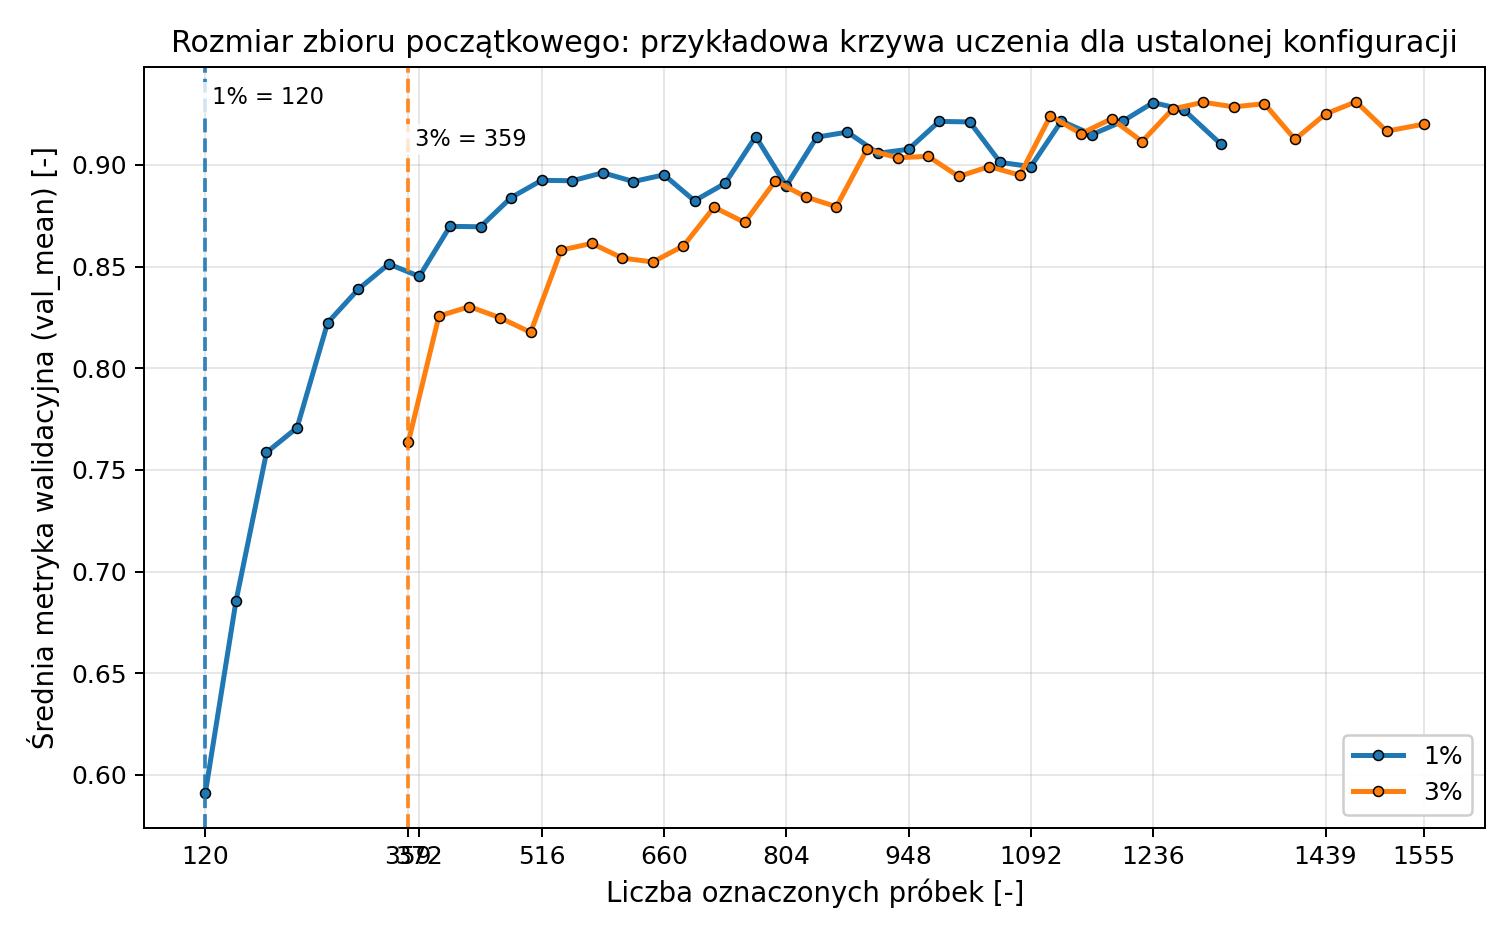 Rozmiar zbioru początkowego: przykładowa krzywa uczenia dla ustalonej konfiguracji
1% = 120
3% = 359
Średnia metryka walidacyjna (val_mean) [-]
0.90
0.85
0.80
0.75
0.70
0.65
0.60
1%
3%
120 359 372 516 660 804 948 1092 1236 1439 1555
Liczba oznaczonych próbek [-]